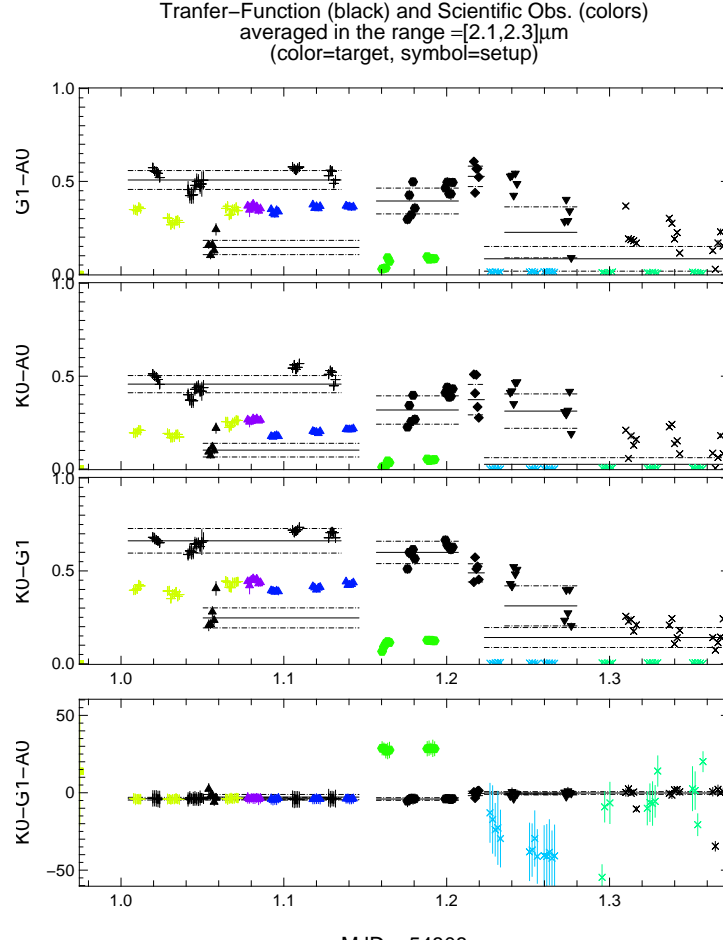 Tranfer-Function (black) and Scientific Obs. (colors)
averaged in the range =[2.1,2.3]μm
(color=target, symbol=setup)
1.0
0.5
0.0
G1-A0
1.0
0.5
0.0
K0-A0
1.0
0.5
0.0
K0-G1
1.0 1.1 1.2 1.3
50
0
-50
K0-G1-A0
1.0 1.1 1.2 1.3